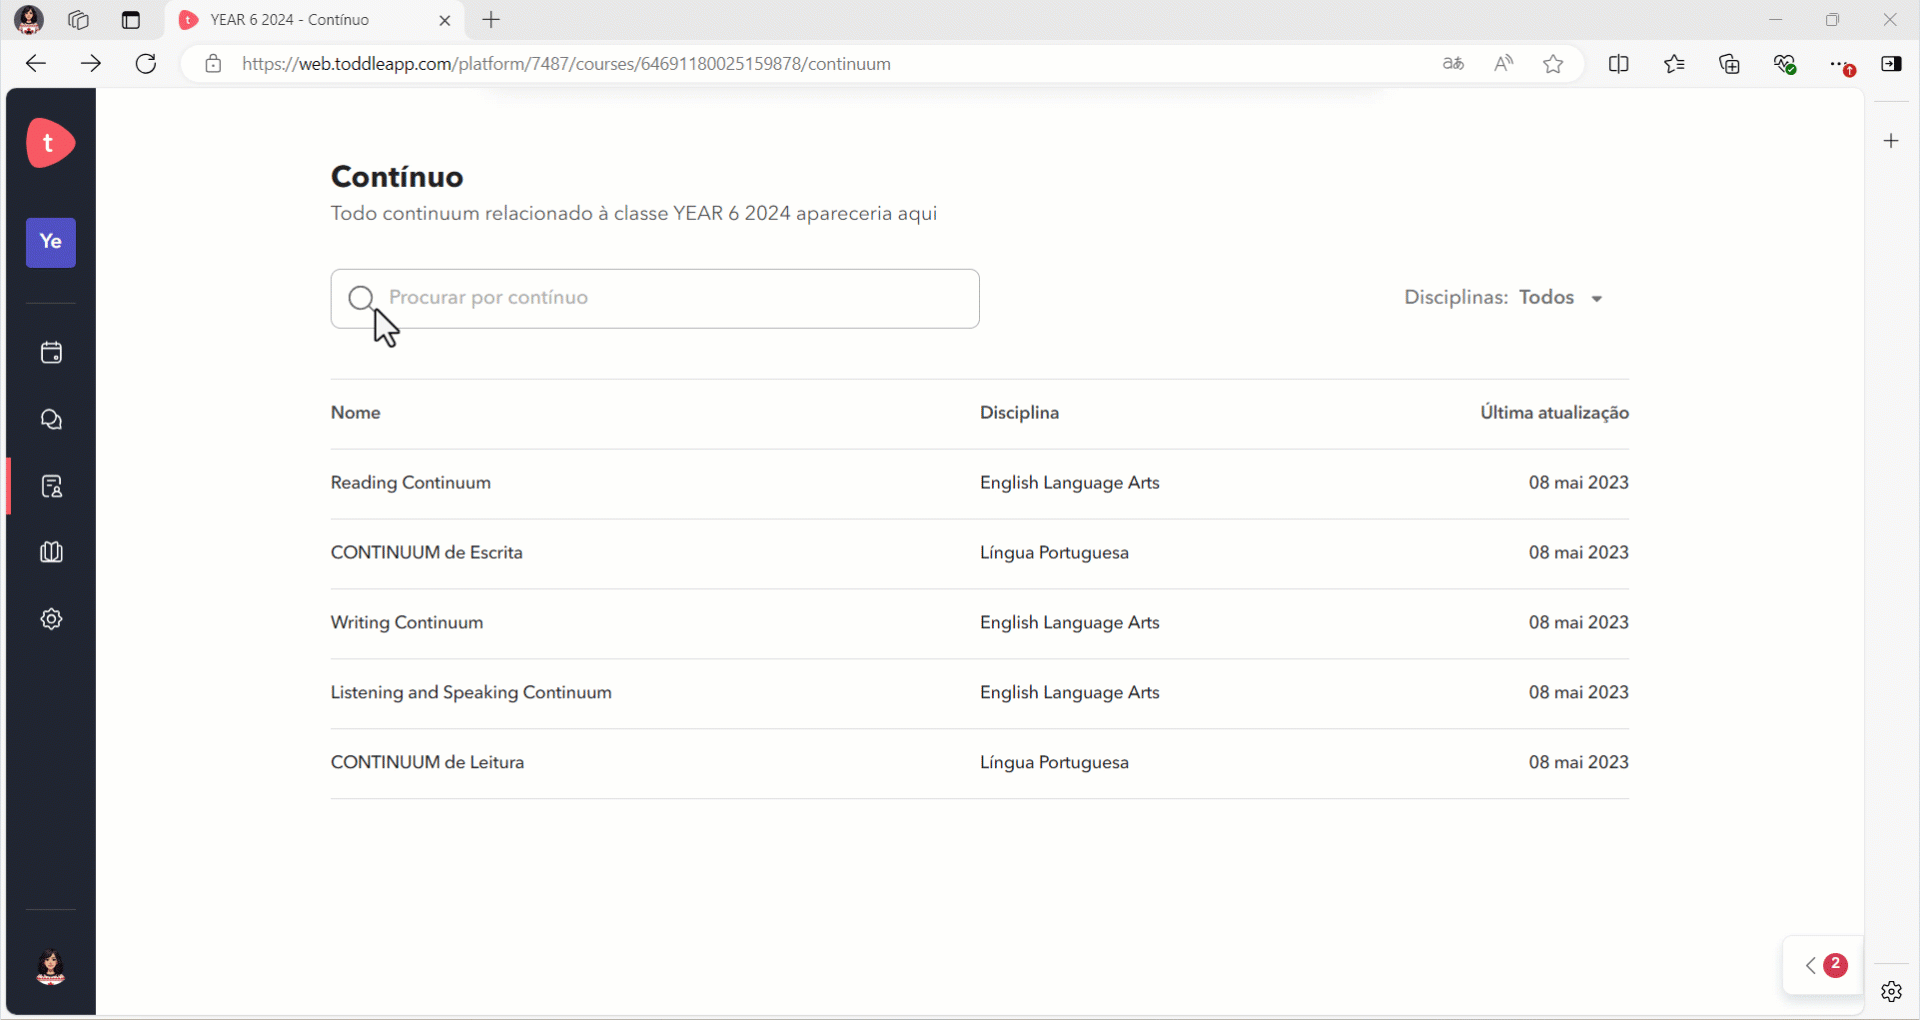 YEAR 6 2024 - Contínuo
https://web.toddleapp.com/platform/7487/courses/64691180025159878/continuum
aあ
A
t
Ye
Contínuo
Todo continuum relacionado à classe YEAR 6 2024 apareceria aqui
Procurar por contínuo
Disciplinas: Todos
Nome Disciplina Última atualização
Reading Continuum English Language Arts 08 mai 2023
CONTINUUM de Escrita Língua Portuguesa 08 mai 2023
Writing Continuum English Language Arts 08 mai 2023
Listening and Speaking Continuum English Language Arts 08 mai 2023
CONTINUUM de Leitura Língua Portuguesa 08 mai 2023
2